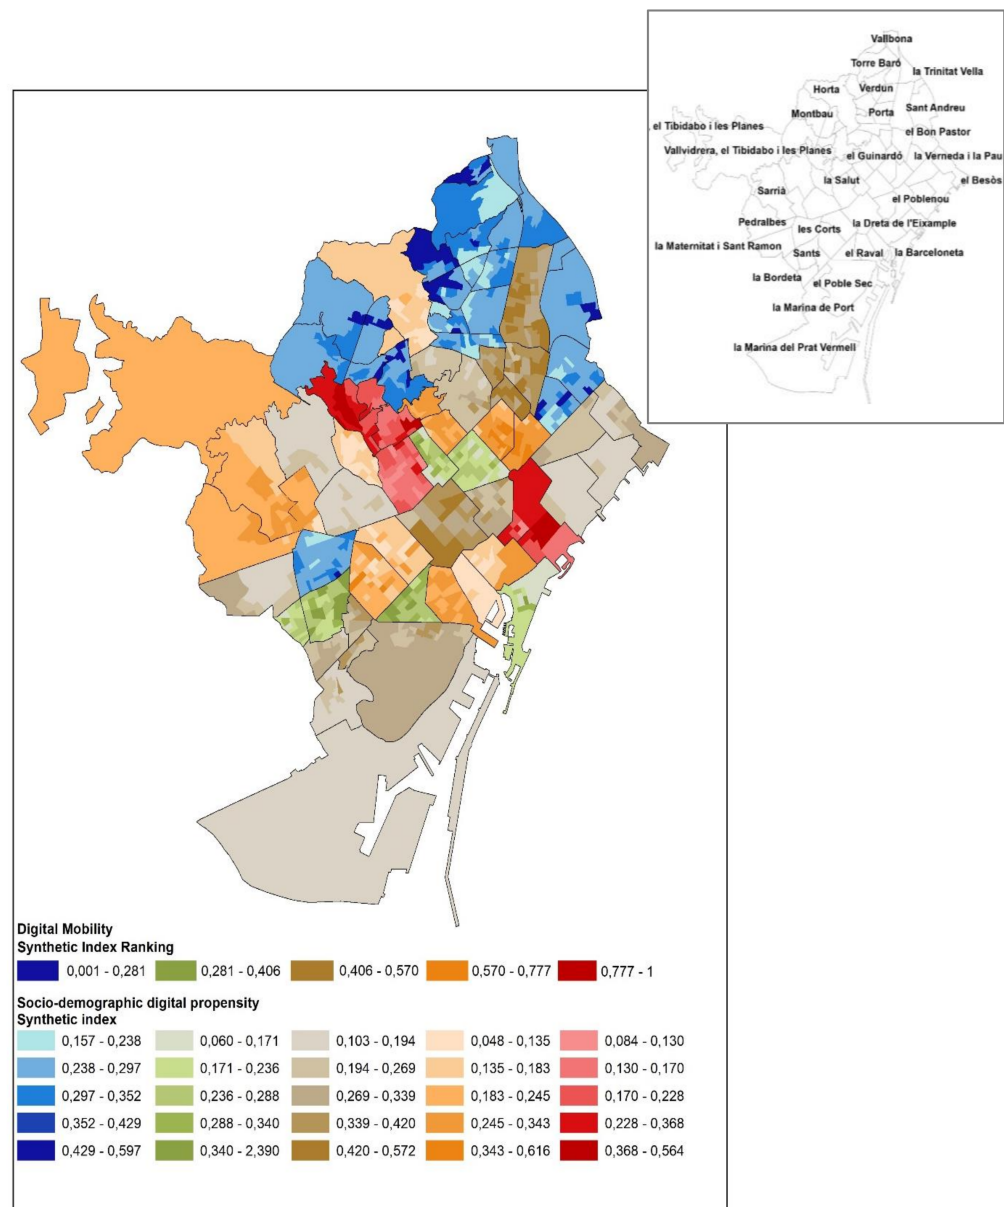 Vallbona
Torre Baró
la Trinitat Vella
Horta
Verdun
Montbau
Porta
Sant Andreu
, el Tibidabo i les Planes
el Bon Pastor
Vallvidrera, el Tibidabo i les Planes
el Guinardó
la Verneda i la Pau
la Salut
el Besòs
Sarrià
el Poblenou
Pedralbes
les Corts
la Dreta de l'Eixample
la Maternitat i Sant Ramon
Sants
el Raval
la Barceloneta
la Bordeta
el Poble Sec
la Marina de Port
la Marina del Prat Vermell
Digital Mobility
Synthetic Index Ranking
0,001 - 0,281 0,281 - 0,406 0,406 - 0,570 0,570 - 0,777 0,777 - 1
Socio-demographic digital propensity
Synthetic index
0,157 - 0,238 0,060 - 0,171 0,103 - 0,194 0,048 - 0,135 0,084 - 0,130
0,238 - 0,297 0,171 - 0,236 0,194 - 0,269 0,135 - 0,183 0,130 - 0,170
0,297 - 0,352 0,236 - 0,288 0,269 - 0,339 0,183 - 0,245 0,170 - 0,228
0,352 - 0,429 0,288 - 0,340 0,339 - 0,420 0,245 - 0,343 0,228 - 0,368
0,429 - 0,597 0,340 - 2,390 0,420 - 0,572 0,343 - 0,616 0,368 - 0,564